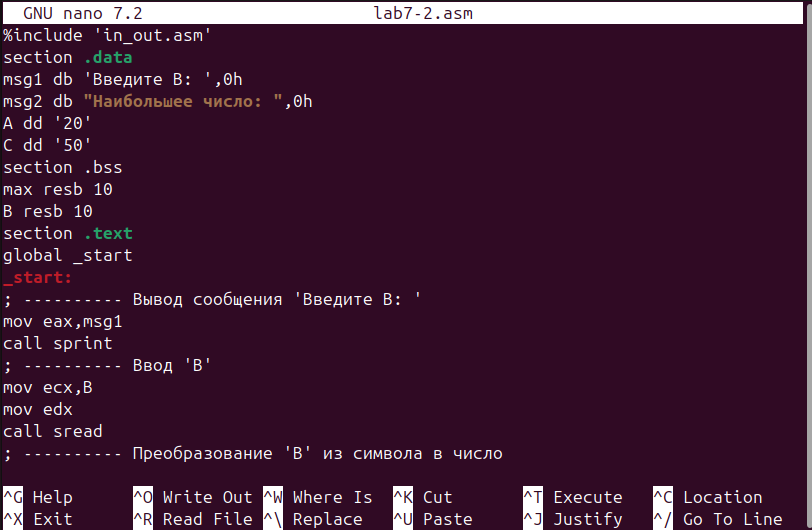 GNU nano 7.2 lab7-2.asm
%include 'in_out.asm'
section .data
msg1 db 'Введите B: ',0h
msg2 db "Наибольшее число: ",0h
A dd '20'
C dd '50'
section .bss
max resb 10
B resb 10
section .text
global _start
_start:
; ---------- Вывод сообщения 'Введите B: '
mov eax,msg1
call sprint
; ---------- Ввод 'B'
mov ecx,B
mov edx
call sread
; ---------- Преобразование 'B' из символа в число
^G Help ^O Write Out ^W Where Is ^K Cut ^T Execute ^C Location
^X Exit ^R Read File ^\ Replace ^U Paste ^J Justify ^/ Go To Line